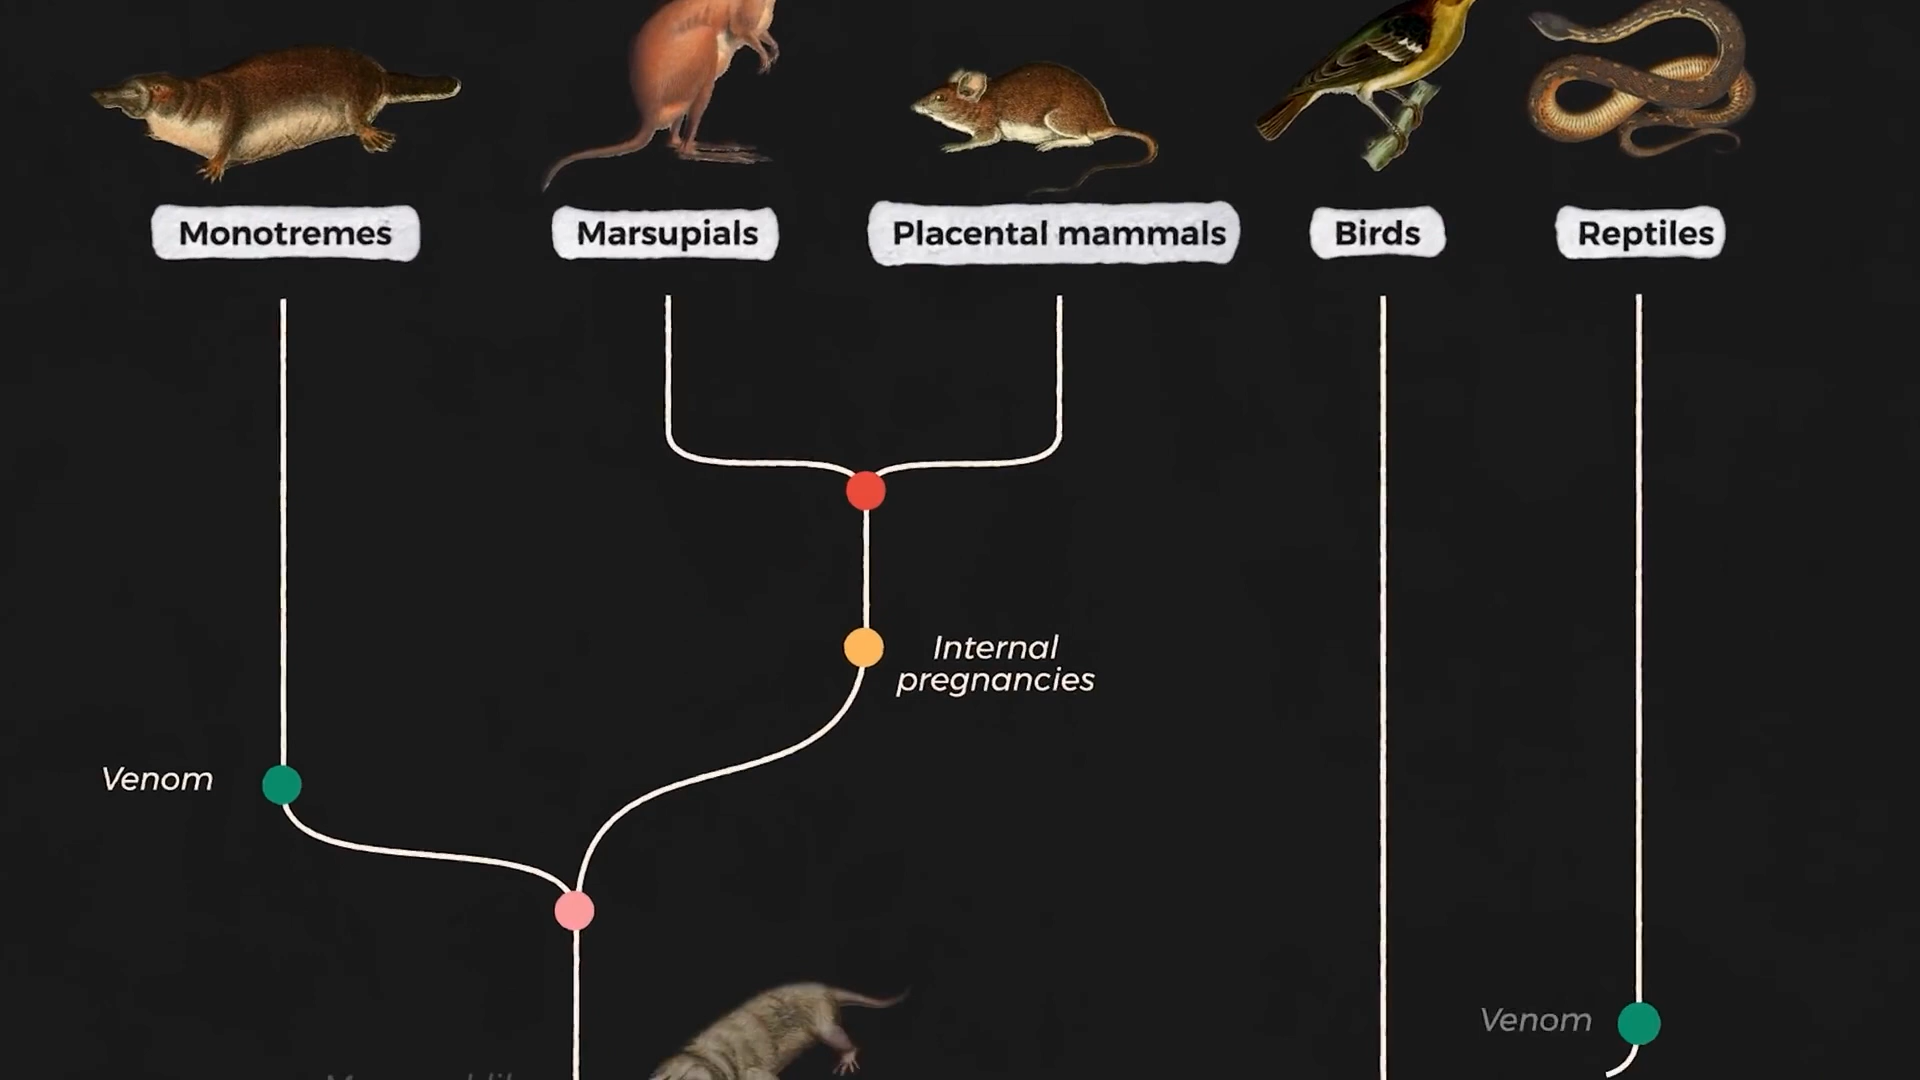 Monotremes
Marsupials
Placental mammals
Birds
Reptiles
Internal
pregnancies
Venom
Venom